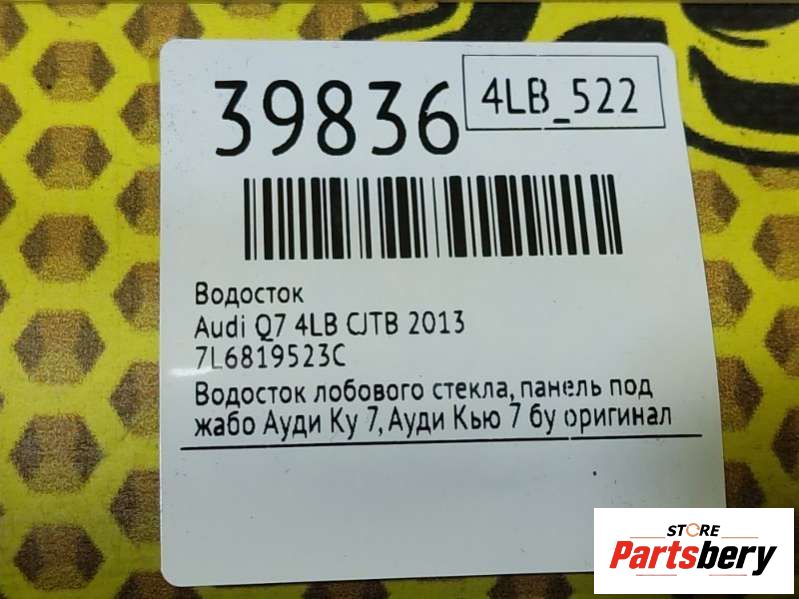 39836
4LB_522
Водосток
Audi Q7 4LB CJTB 2013
7L6819523C
Водосток лобового стекла, панель под
жабо Ауди Ку 7, Ауди Кью 7 бу оригинал
STORE
Partsbery